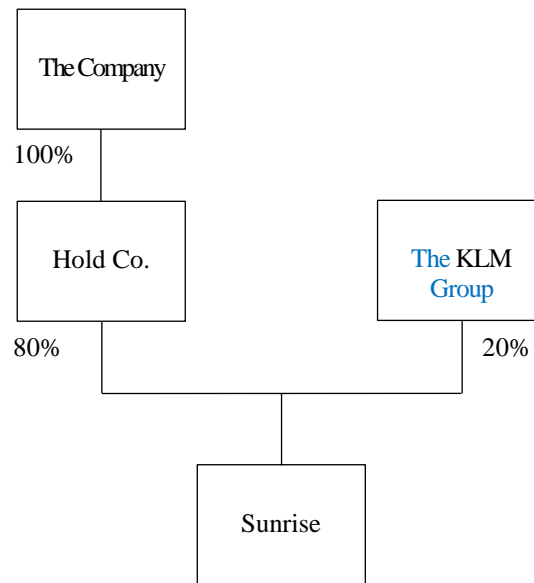 The Company
100%
Hold Co.
The KLM
Group
80%
20%
Sunrise